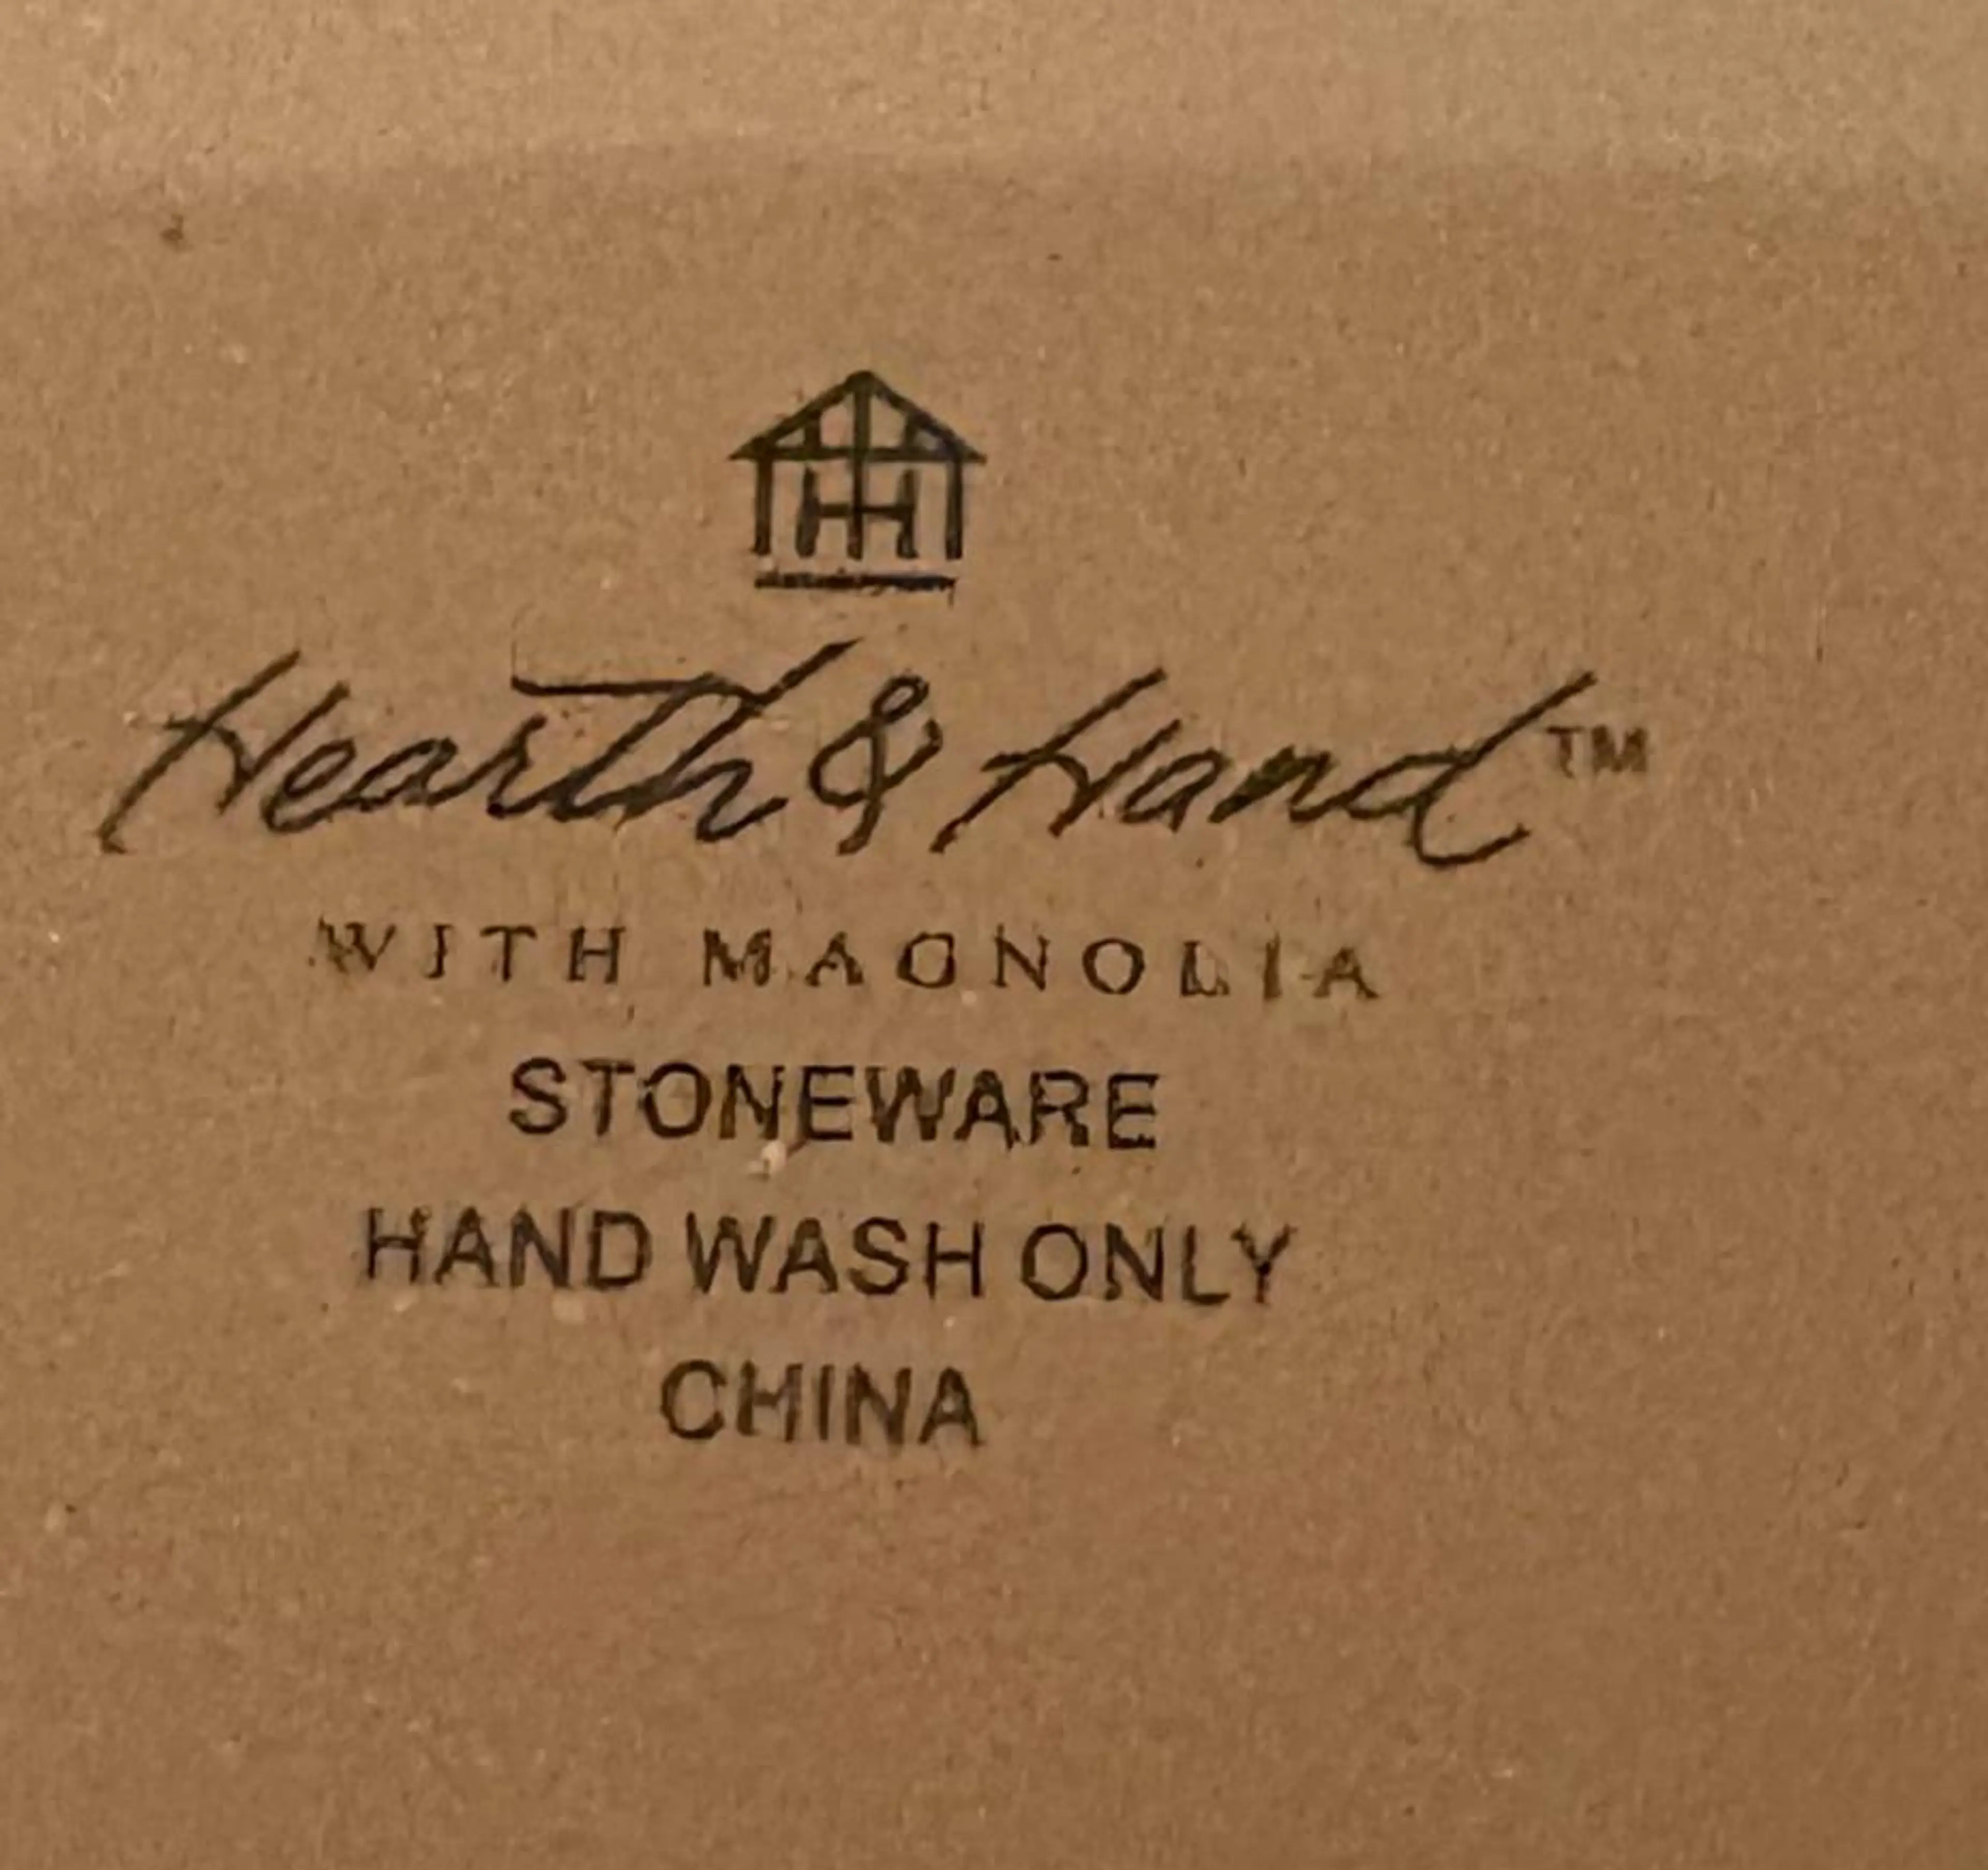 Hearth & Hand™
WITH MAGNOLIA
STONEWARE
HAND WASH ONLY
CHINA